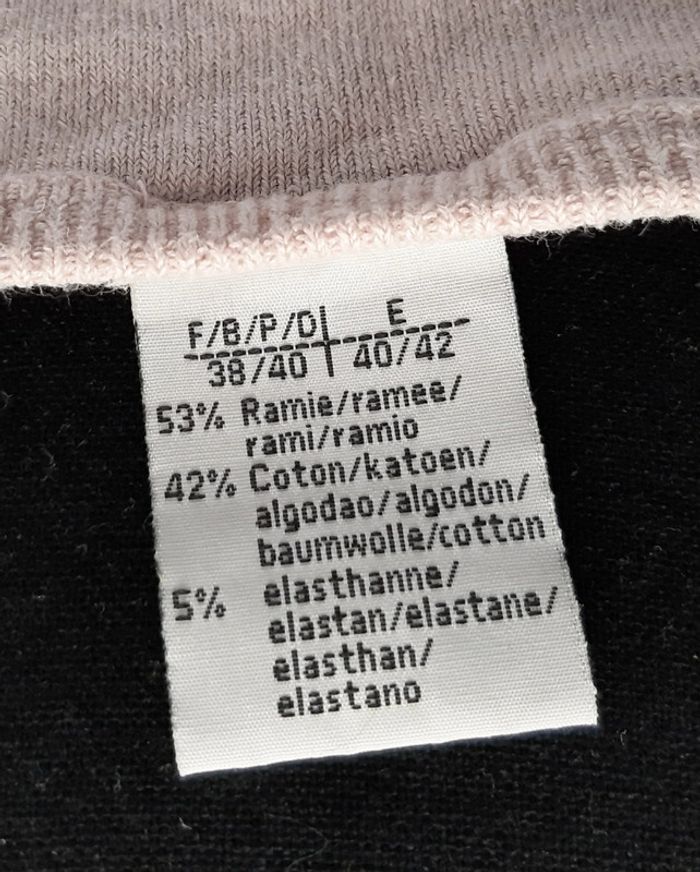 F/B/P/D E
38/40 40/42
53% Ramie/ramee/
rami/ramio
42% Coton/katoen/
algodao/algodon/
baumwolle/cotton
5% elasthanne/
elastan/elastane/
elasthan/
elastano